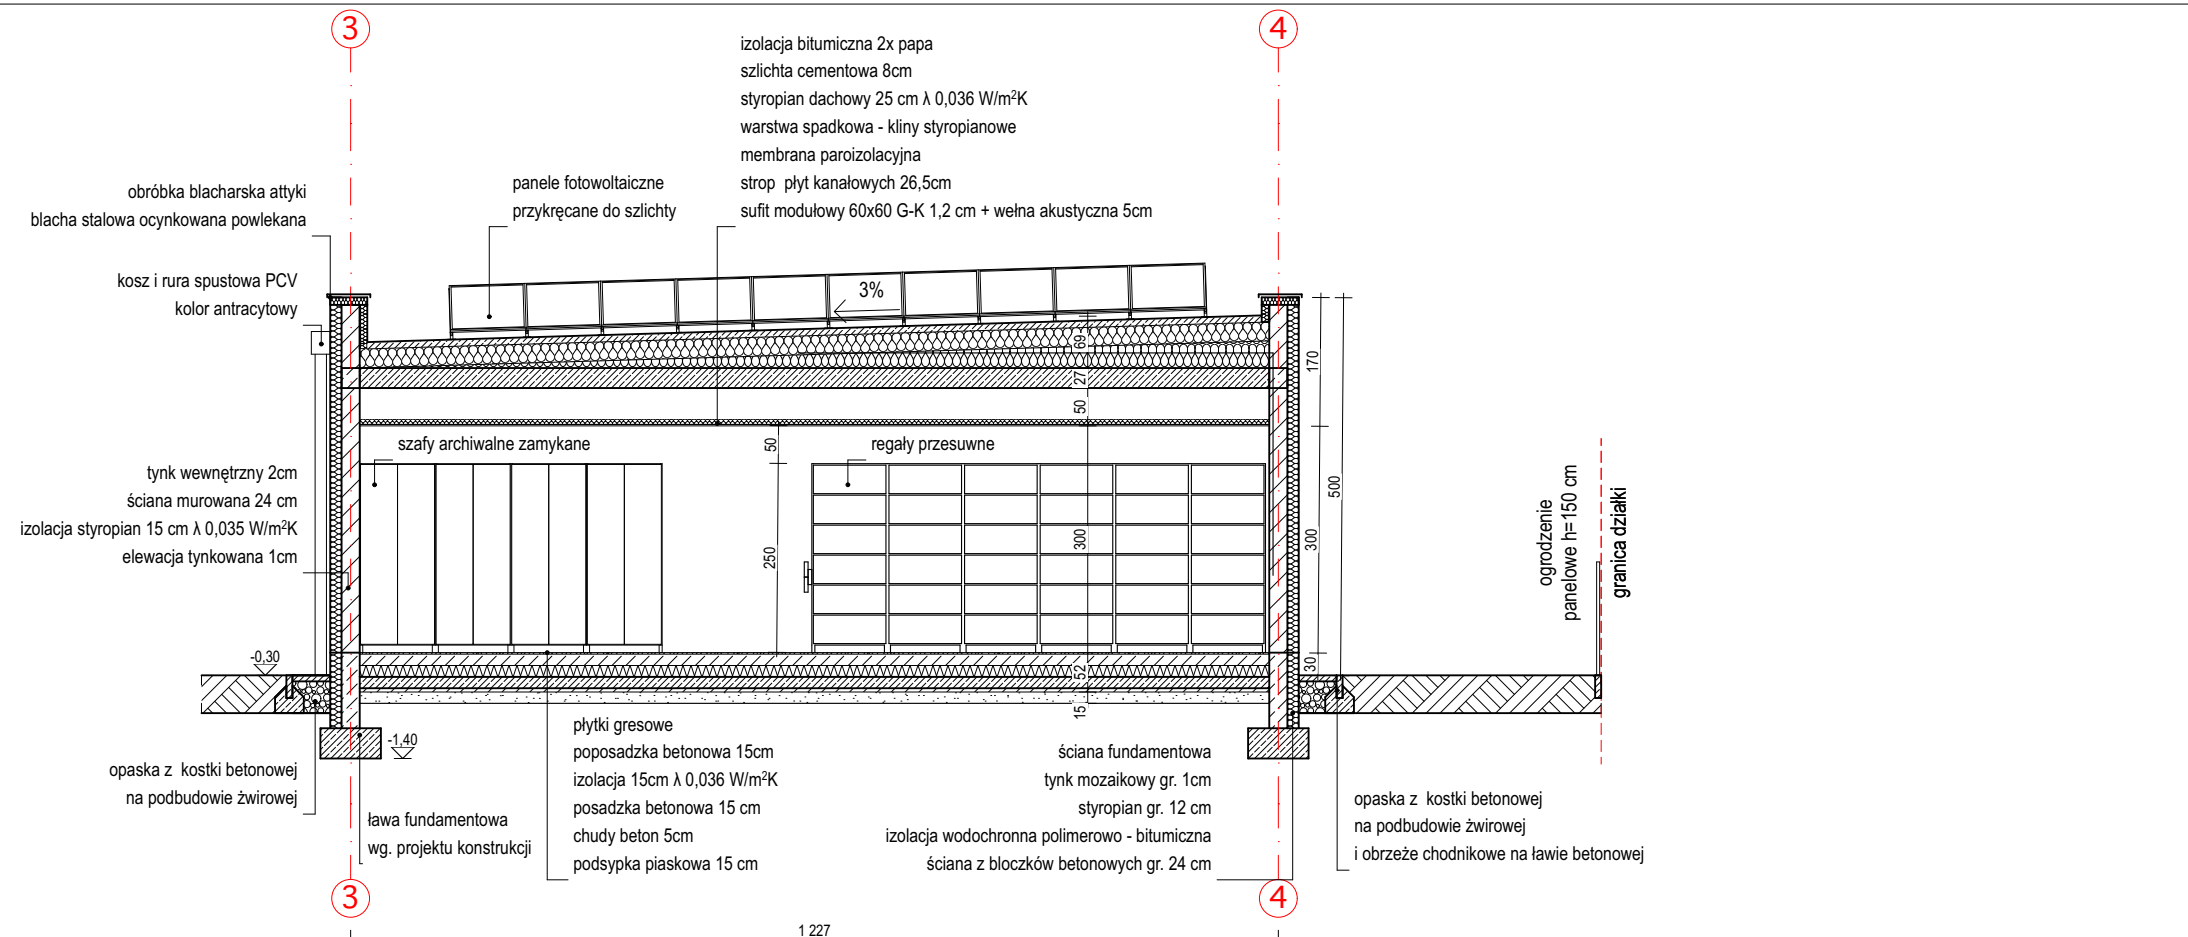 3
4
izolacja bitumiczna 2x papa
szlichta cementowa 8cm
styropian dachowy 25 cm λ 0,036 W/m²K
warstwa spadkowa - kliny styropianowe
membrana paroizolacyjna
strop płyt kanałowych 26,5cm
sufit modułowy 60x60 G-K 1,2 cm + wełna akustyczna 5cm
panele fotowoltaiczne
przykręcane do szlichty
obróbka blacharska attyki
blacha stalowa ocynkowana powlekana
kosz i rura spustowa PCV
kolor antracytowy
3%
69
27
50
170
szafy archiwalne zamykane
50
regały przesuwne
tynk wewnętrzny 2cm
ściana murowana 24 cm
izolacja styropian 15 cm λ 0,035 W/m²K
elewacja tynkowana 1cm
250
300
300
500
ogrodzenie
panelowe h=150 cm
granica działki
-0,30
52
30
15
-1,40
płytki gresowe
poposadzka betonowa 15cm
izolacja 15cm λ 0,036 W/m²K
posadzka betonowa 15 cm
chudy beton 5cm
podsypka piaskowa 15 cm
ściana fundamentowa
tynk mozaikowy gr. 1cm
styropian gr. 12 cm
izolacja wodochronna polimerowo - bitumiczna
ściana z bloczków betonowych gr. 24 cm
opaska z kostki betonowej
na podbudowie żwirowej
ława fundamentowa
wg. projektu konstrukcji
opaska z kostki betonowej
na podbudowie żwirowej
i obrzeże chodnikowe na ławie betonowej
3
4
1 227